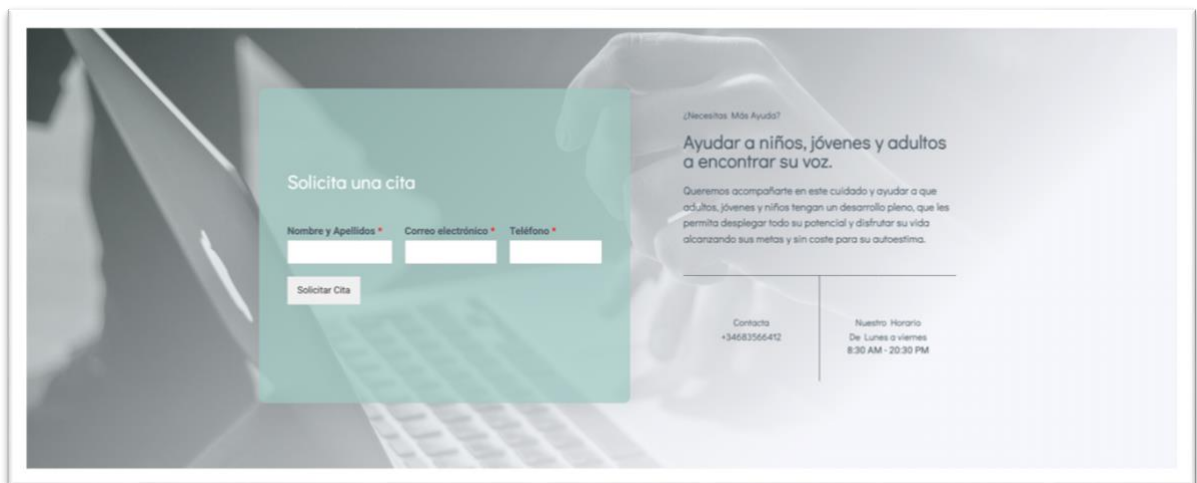 Solicita una cita
Nombre y Apellidos * Correo electrónico * Teléfono *
Solicitar Cita
¿Necesitas Más Ayuda?
Ayudar a niños, jóvenes y adultos
a encontrar su voz.
Queremos acompañarte en este cuidado y ayudar a que
adultos, jóvenes y niños tengan un desarrollo pleno, que les
permita desplegar todo su potencial y disfrutar su vida
alcanzando sus metas y sin coste para su autoestima.
Contacta
+34683566412
Nuestro Horario
De Lunes a viernes
8:30 AM - 20:30 PM